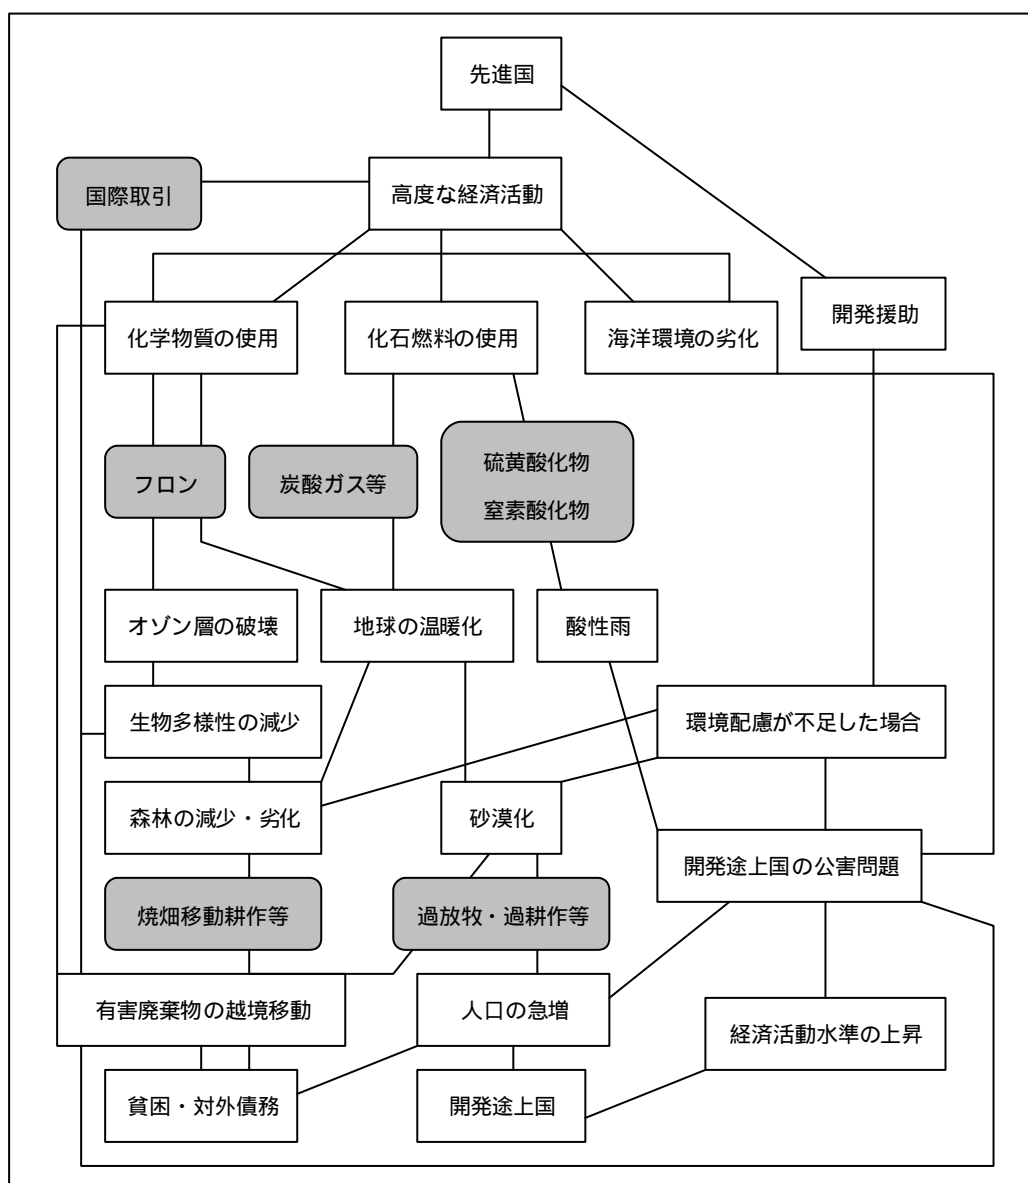 先進国
国際取引
高度な経済活動
開発援助
化学物質の使用
化石燃料の使用
海洋環境の劣化
フロン
炭酸ガス等
硫黄酸化物
窒素酸化物
オゾン層の破壊
地球の温暖化
酸性雨
生物多様性の減少
環境配慮が不足した場合
森林の減少・劣化
砂漠化
開発途上国の公害問題
焼畑移動耕作等
過放牧・過耕作等
有害廃棄物の越境移動
人口の急増
経済活動水準の上昇
貧困・対外債務
開発途上国